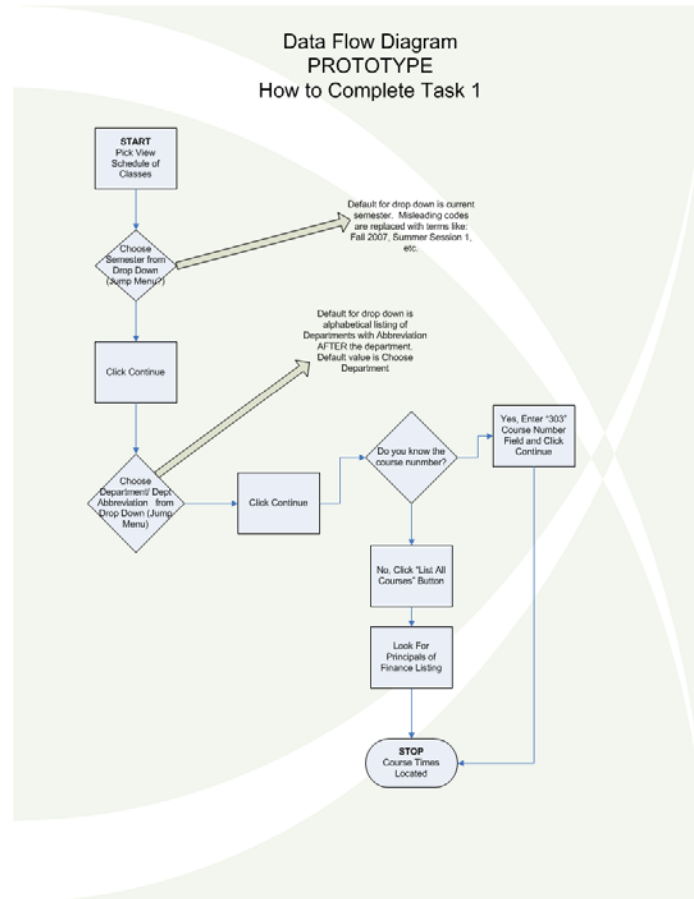 Data Flow Diagram
PROTOTYPE
How to Complete Task 1
START
Pick View
Schedule of
Classes
Default for drop down is current
semester. Misleading codes
are replaced with terms like:
Fall 2007, Summer Session 1,
etc.
Choose
Semester from
Drop Down
(Jump Menu?)
Default for drop down is
alphabetical listing of
Departments with Abbreviation
AFTER the department.
Default value is Choose
Department
Click Continue
Choose
Department/ Dept
Abbreviation from
Drop Down (Jump
Menu)
Click Continue
Do you know the
course nunmber?
Yes, Enter "303"
Course Number
Field and Click
Continue
No, Click "List All
Courses" Button
Look For
Principals of
Finance Listing
STOP
Course Times
Located